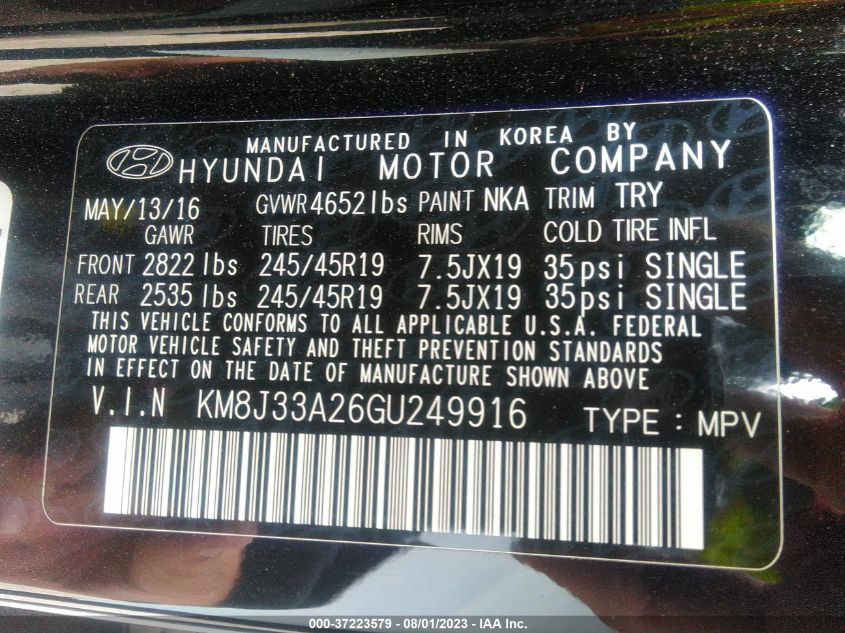 MANUFACTURED IN KOREA BY
HYUNDAI MOTOR COMPANY
MAY/13/16 GVWR 4652 lbs PAINT NKA TRIM TRY
GAWR TIRES RIMS COLD TIRE INFL
FRONT 2822 lbs 245/45R19 7.5JX19 35psi SINGLE
REAR 2535 lbs 245/45R19 7.5JX19 35psi SINGLE
THIS VEHICLE CONFORMS TO ALL APPLICABLE U.S.A. FEDERAL
MOTOR VEHICLE SAFETY AND THEFT PREVENTION STANDARDS
IN EFFECT ON THE DATE OF MANUFACTURE SHOWN ABOVE.
V.I.N KM8J33A26GU249916 TYPE : MPV
000-37223579 - 08/01/2023 - IAA Inc.